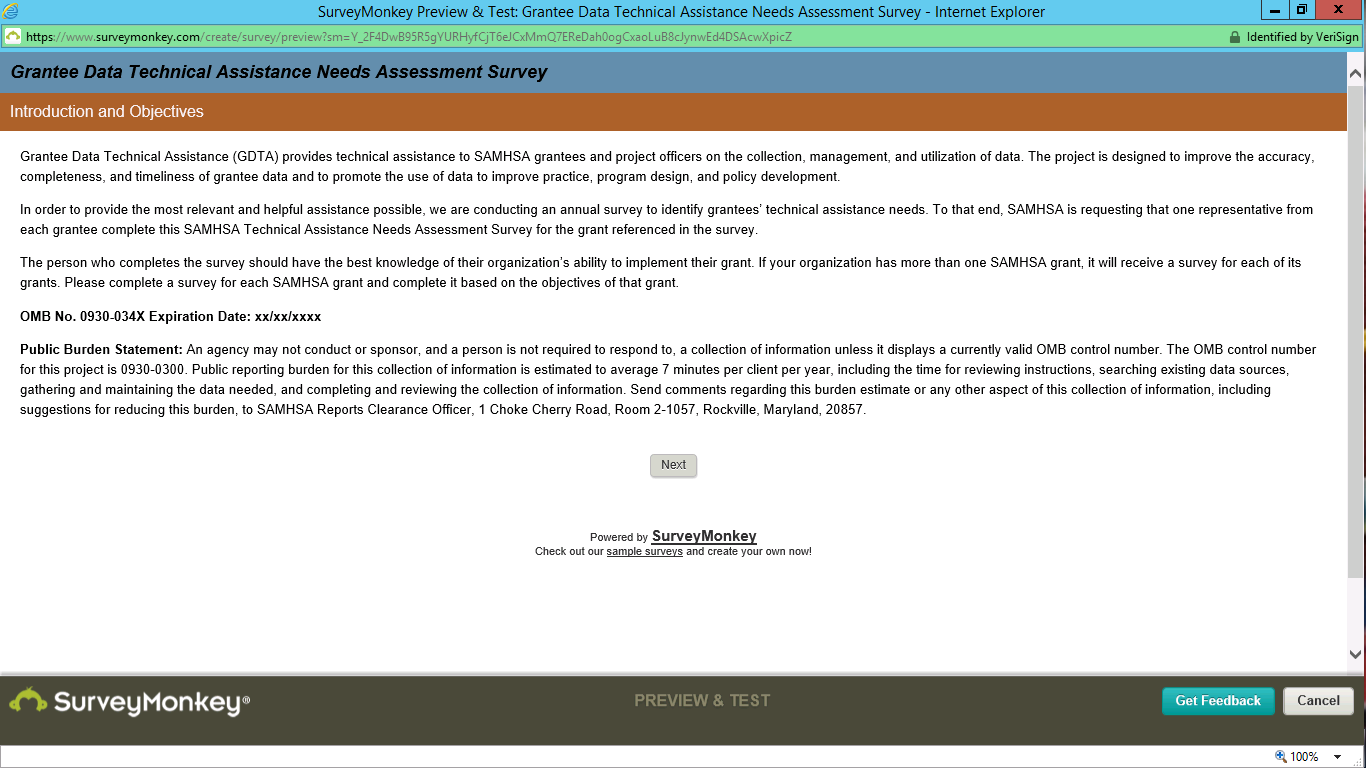 SurveyMonkey Preview & Test: Grantee Data Technical Assistance Needs Assessment Survey - Internet Explorer
https://www.surveymonkey.com/create/survey/preview?sm=Y_2F4DwB95R5gYURHyfCjT6eJCxMmQ7EReDah0ogCxaoLuB8cJynwEd4DSAcwXpicZ
Identified by VeriSign
Grantee Data Technical Assistance Needs Assessment Survey
Introduction and Objectives
Grantee Data Technical Assistance (GDTA) provides technical assistance to SAMHSA grantees and project officers on the collection, management, and utilization of data. The project is designed to improve the accuracy,
completeness, and timeliness of grantee data and to promote the use of data to improve practice, program design, and policy development.
In order to provide the most relevant and helpful assistance possible, we are conducting an annual survey to identify grantees' technical assistance needs. To that end, SAMHSA is requesting that one representative from
each grantee complete this SAMHSA Technical Assistance Needs Assessment Survey for the grant referenced in the survey.
The person who completes the survey should have the best knowledge of their organization's ability to implement their grant. If your organization has more than one SAMHSA grant, it will receive a survey for each of its
grants. Please complete a survey for each SAMHSA grant and complete it based on the objectives of that grant.
OMB No. 0930-034X Expiration Date: xx/xx/xxxx
Public Burden Statement: An agency may not conduct or sponsor, and a person is not required to respond to, a collection of information unless it displays a currently valid OMB control number. The OMB control number
for this project is 0930-0300. Public reporting burden for this collection of information is estimated to average 7 minutes per client per year, including the time for reviewing instructions, searching existing data sources,
gathering and maintaining the data needed, and completing and reviewing the collection of information. Send comments regarding this burden estimate or any other aspect of this collection of information, including
suggestions for reducing this burden, to SAMHSA Reports Clearance Officer, 1 Choke Cherry Road, Room 2-1057, Rockville, Maryland, 20857.
Next
Powered by SurveyMonkey
Check out our sample surveys and create your own now!
SurveyMonkey®
PREVIEW & TEST
Get Feedback
Cancel
100%